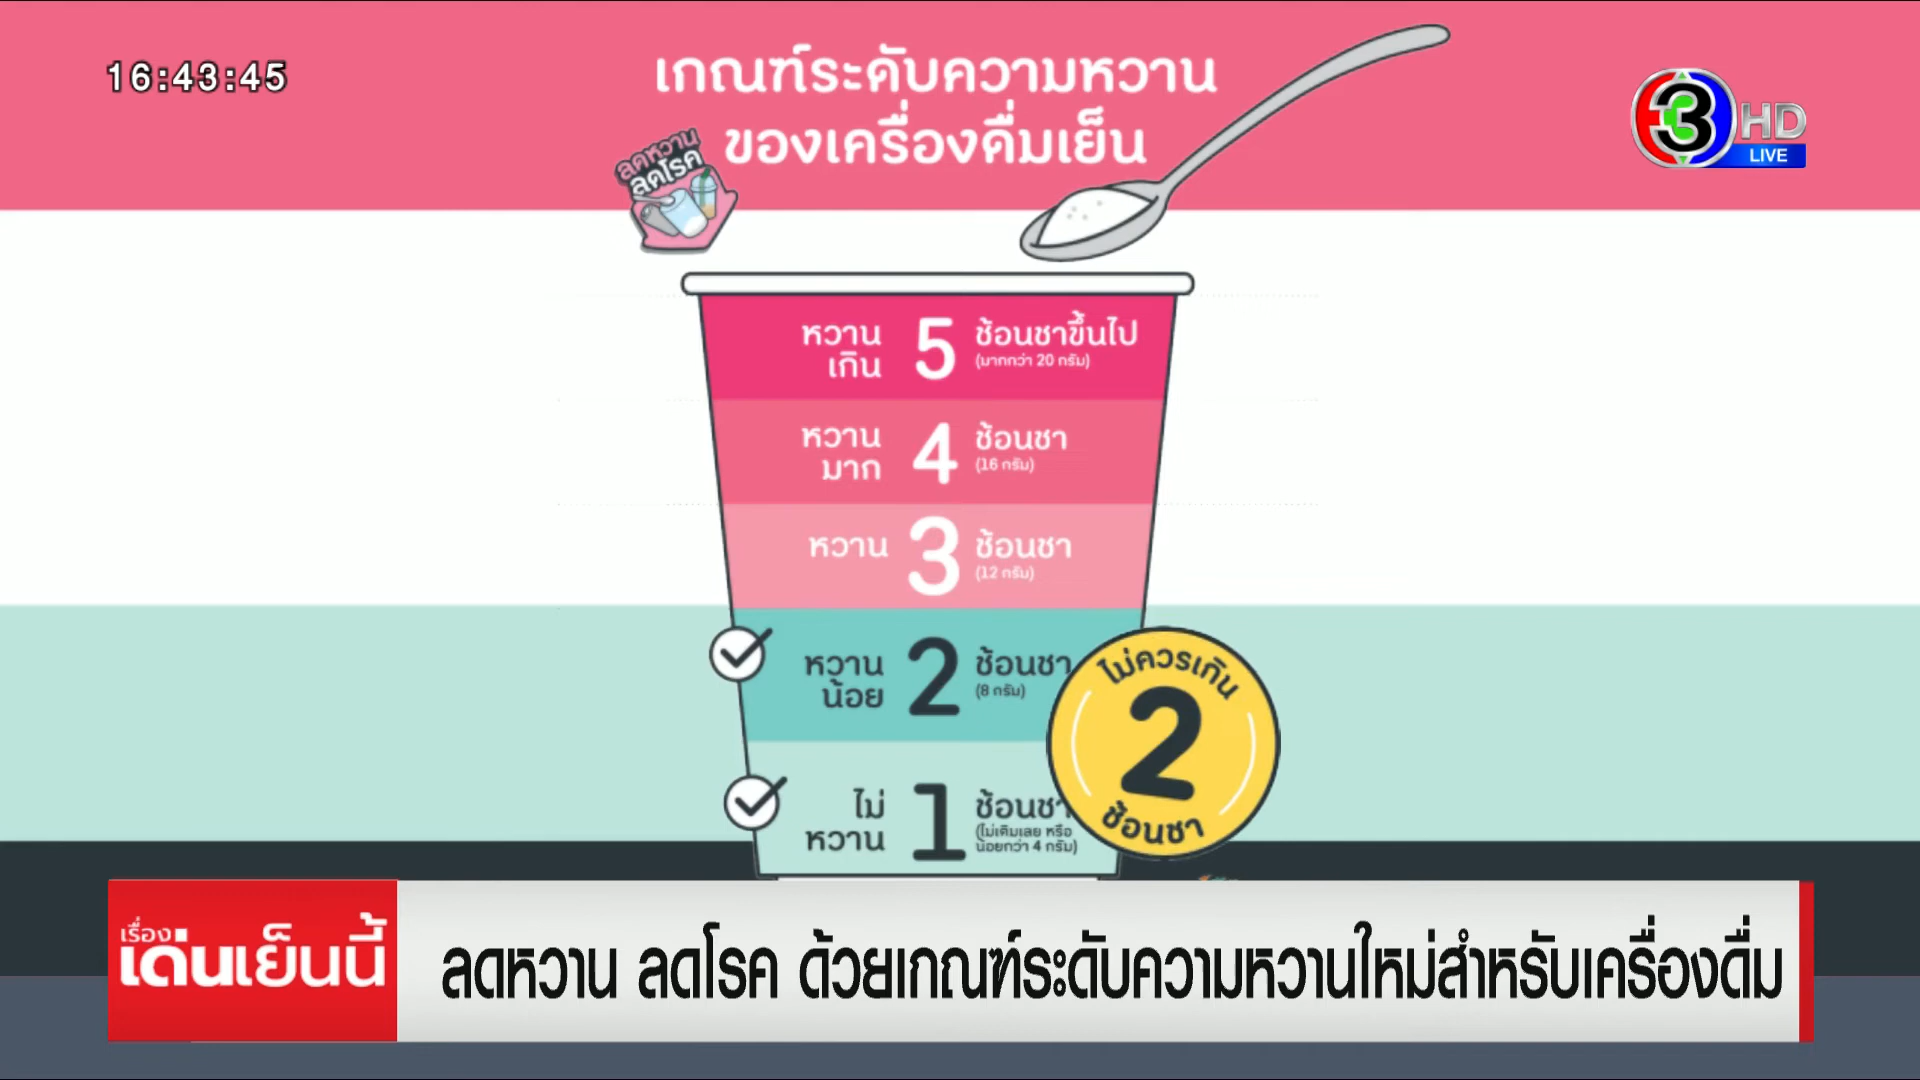 16:43:45
เกณฑ์ระดับความหวาน
ของเครื่องดื่มเย็น
3 HD
LIVE
ลดหวาน
ลดโรค
หวาน
เกิน
5
ช้อนชาขึ้นไป
(มากกว่า 20 กรัม)
หวาน
มาก
4
ช้อนชา
(16 กรัม)
หวาน
3
ช้อนชา
(12 กรัม)
หวาน
น้อย
2
ช้อนชา
(8 กรัม)
ไม่
หวาน
1
ช้อนชา
(ไม่เติมเลย หรือ
น้อยกว่า 4 กรัม)
ไม่ควรเกิน
2
ช้อนชา
เรื่อง
เด่นเย็นนี้
ลดหวาน ลดโรค ด้วยเกณฑ์ระดับความหวานใหม่สำหรับเครื่องดื่ม